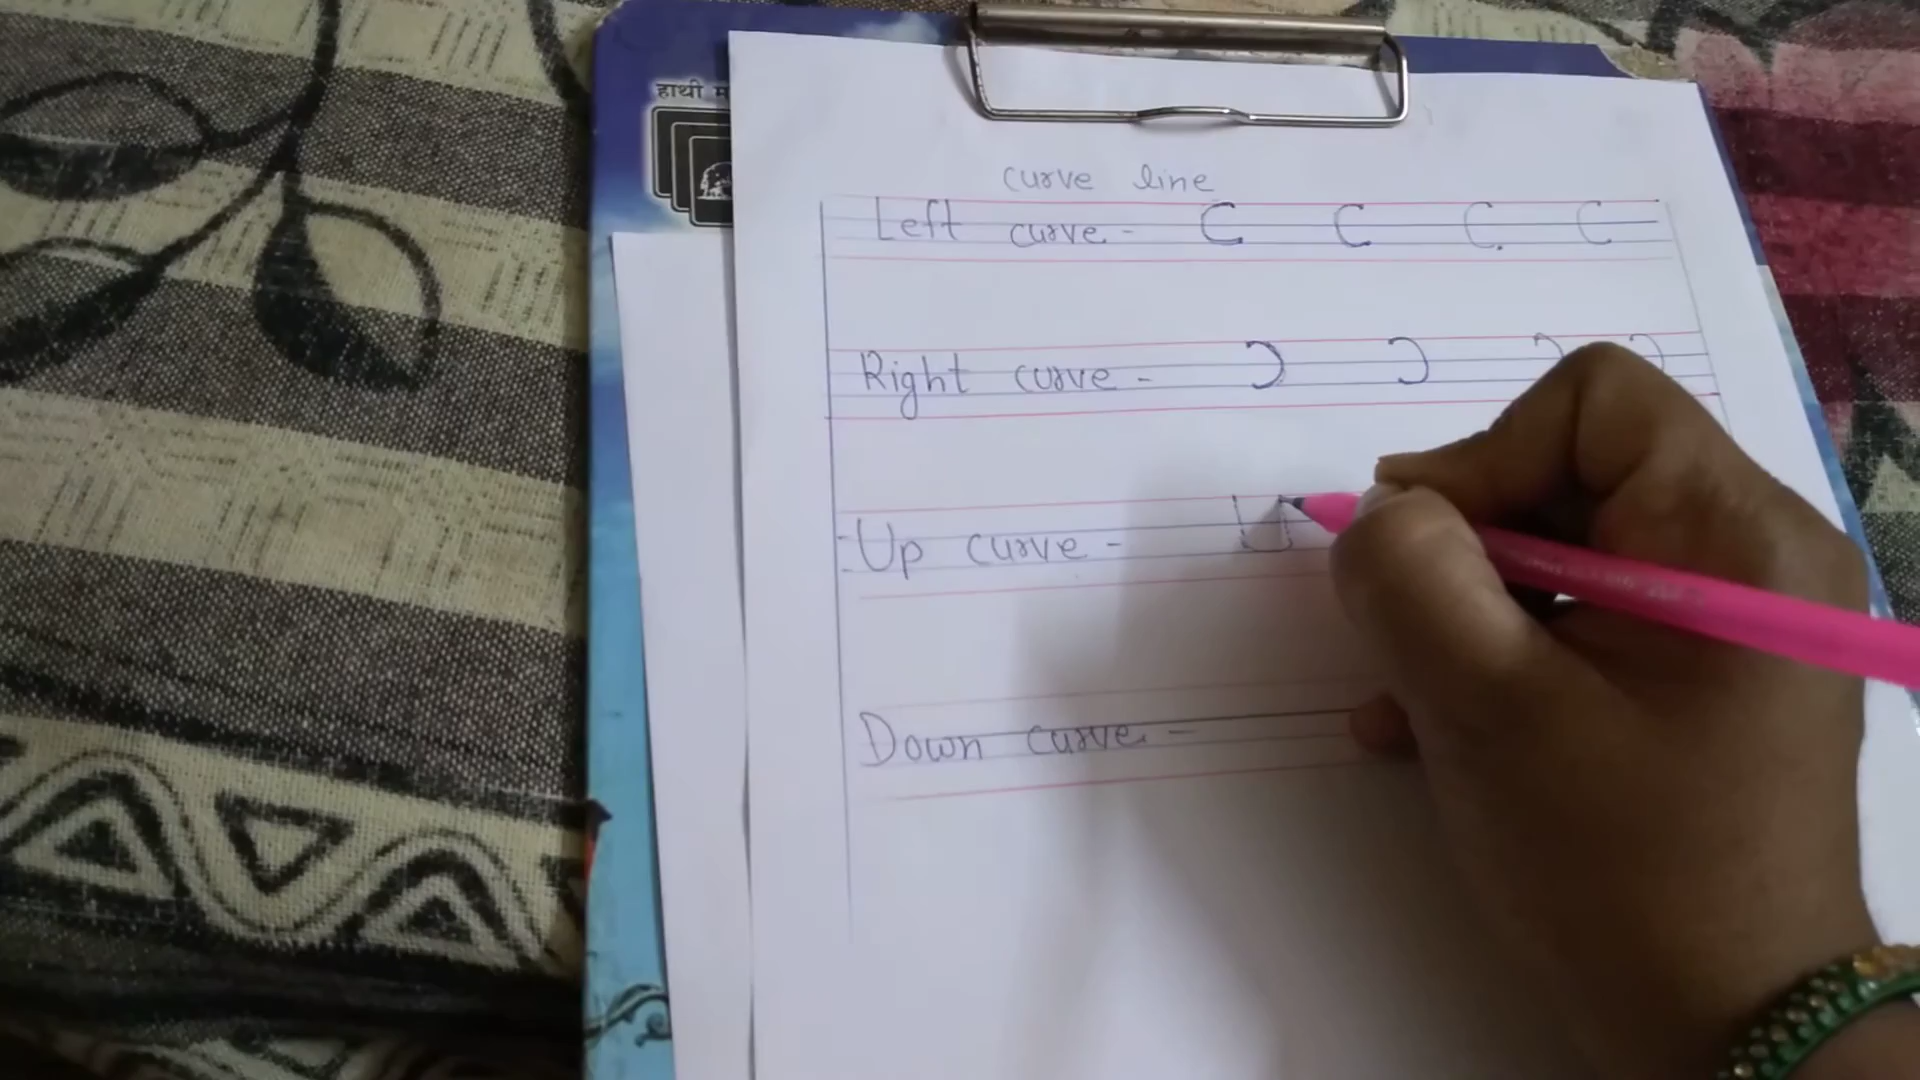 हाथी म
curve line
Left curve - C C C. C
Right curve -
Up curve - U
Down curve -